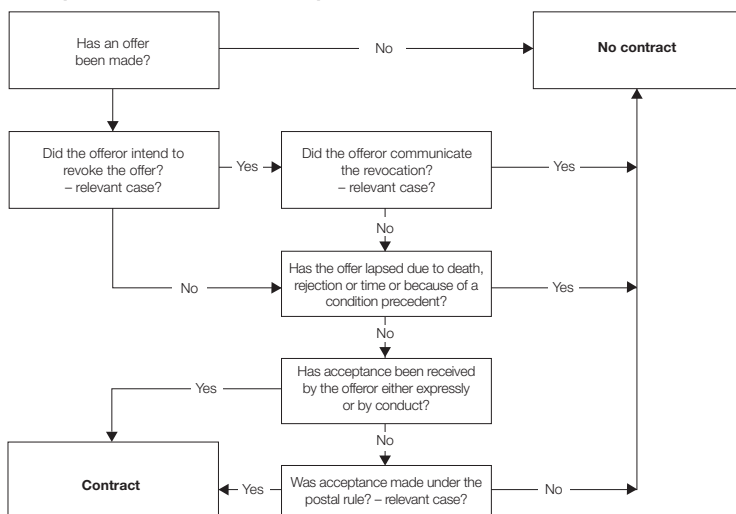 Has an offer
been made?
No
No contract
Did the offeror intend to
revoke the offer?
– relevant case?
Yes
Did the offeror communicate
the revocation?
– relevant case?
Yes
No
No
Has the offer lapsed due to death,
rejection or time or because of a
condition precedent?
Yes
No
Has acceptance been received
by the offeror either expressly
or by conduct?
Yes
No
Contract
Yes
Was acceptance made under the
postal rule? – relevant case?
No